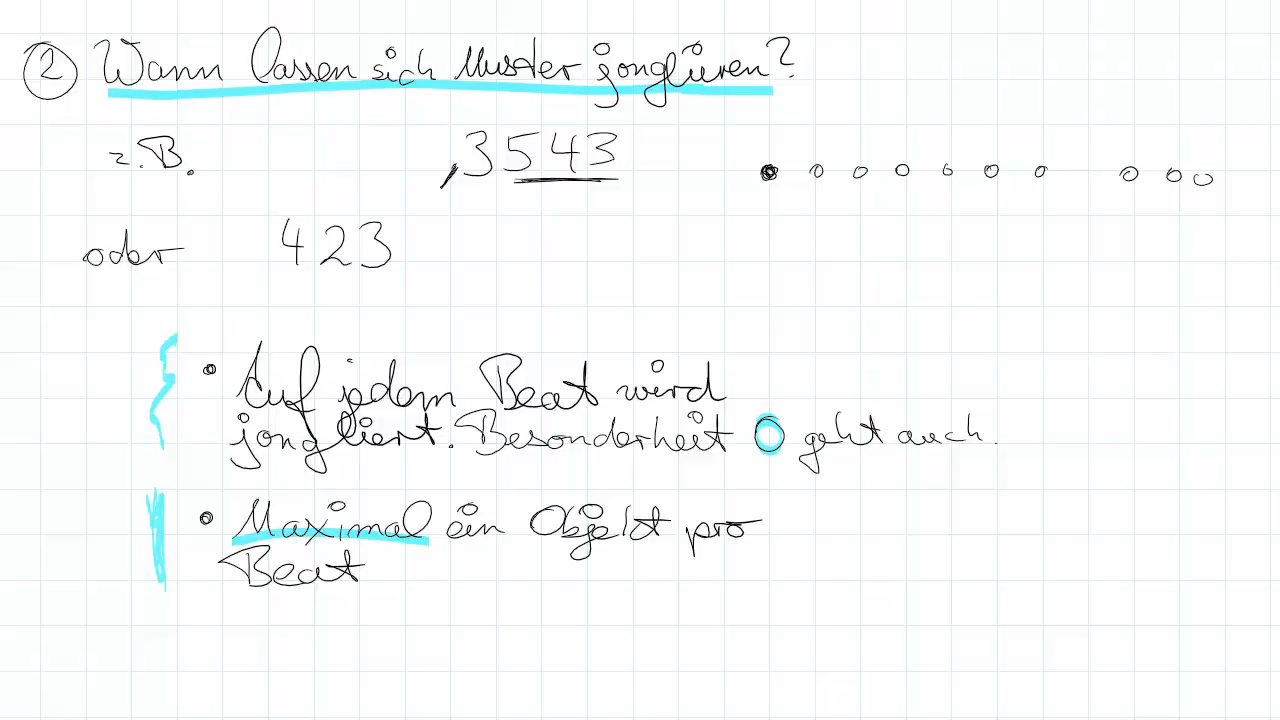 ② Wann lassen sich Muster jonglieren?
z.B. ,3543
oder 423
• Auf jedem Beat wird
jongliert. Besonderheit 0 geht auch.
• Maximal ein Objekt pro
Beat